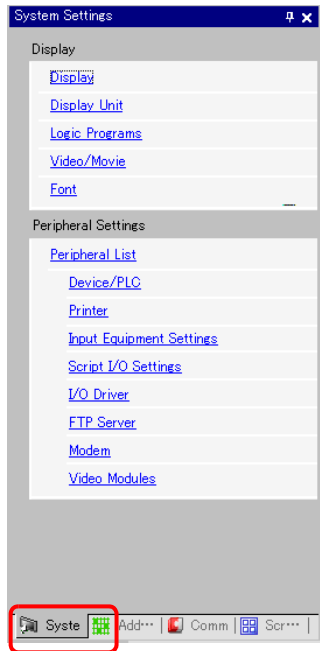 System Settings
Display
Display
Display Unit
Logic Programs
Video/Movie
Font
Peripheral Settings
Peripheral List
Device/PLC
Printer
Input Equipment Settings
Script I/O Settings
I/O Driver
FTP Server
Modem
Video Modules
Syste Add··· Comm Scr···